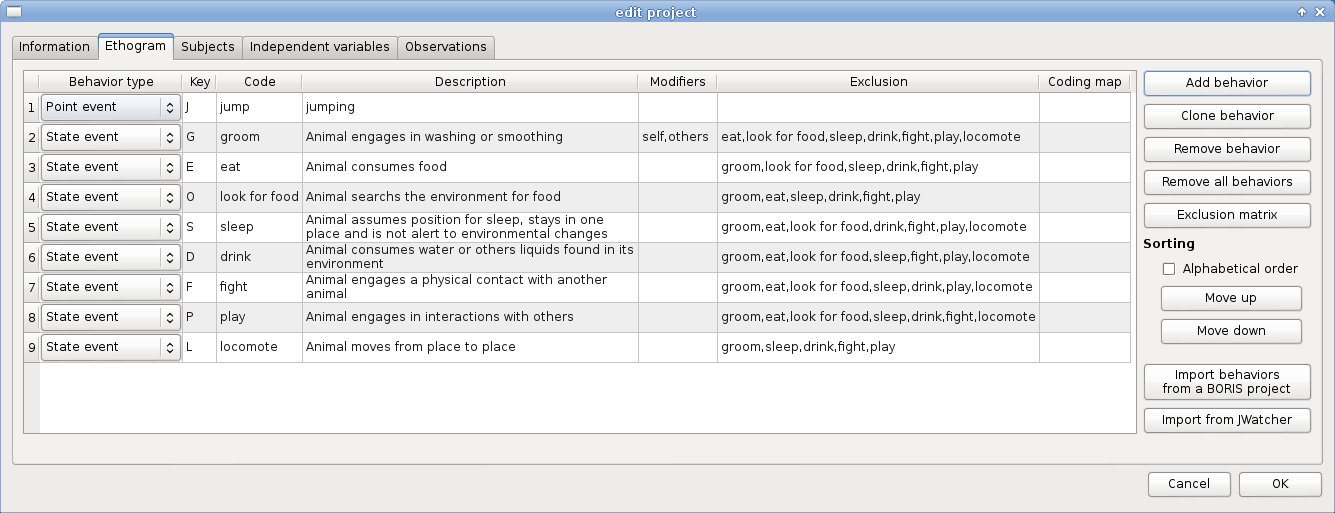 edit project
Information Ethogram Subjects Independent variables Observations
Behavior type Key Code Description Modifiers Exclusion Coding map
1 Point event J jump jumping
2 State event G groom Animal engages in washing or smoothing self,others eat,look for food,sleep,drink,fight,play,locomote
3 State event E eat Animal consumes food groom,look for food,sleep,drink,fight,play
4 State event O look for food Animal searchs the environment for food groom,eat,sleep,drink,fight,play
5 State event S sleep Animal assumes position for sleep, stays in one
place and is not alert to environmental changes groom,eat,look for food,drink,fight,play,locomote
6 State event D drink Animal consumes water or others liquids found in its
environment groom,eat,look for food,sleep,fight,play,locomote
7 State event F fight Animal engages a physical contact with another
animal groom,eat,look for food,sleep,drink,play,locomote
8 State event P play Animal engages in interactions with others groom,eat,look for food,sleep,drink,fight,locomote
9 State event L locomote Animal moves from place to place groom,sleep,drink,fight,play
Add behavior
Clone behavior
Remove behavior
Remove all behaviors
Exclusion matrix
Sorting
Alphabetical order
Move up
Move down
Import behaviors
from a BORIS project
Import from JWatcher
Cancel OK